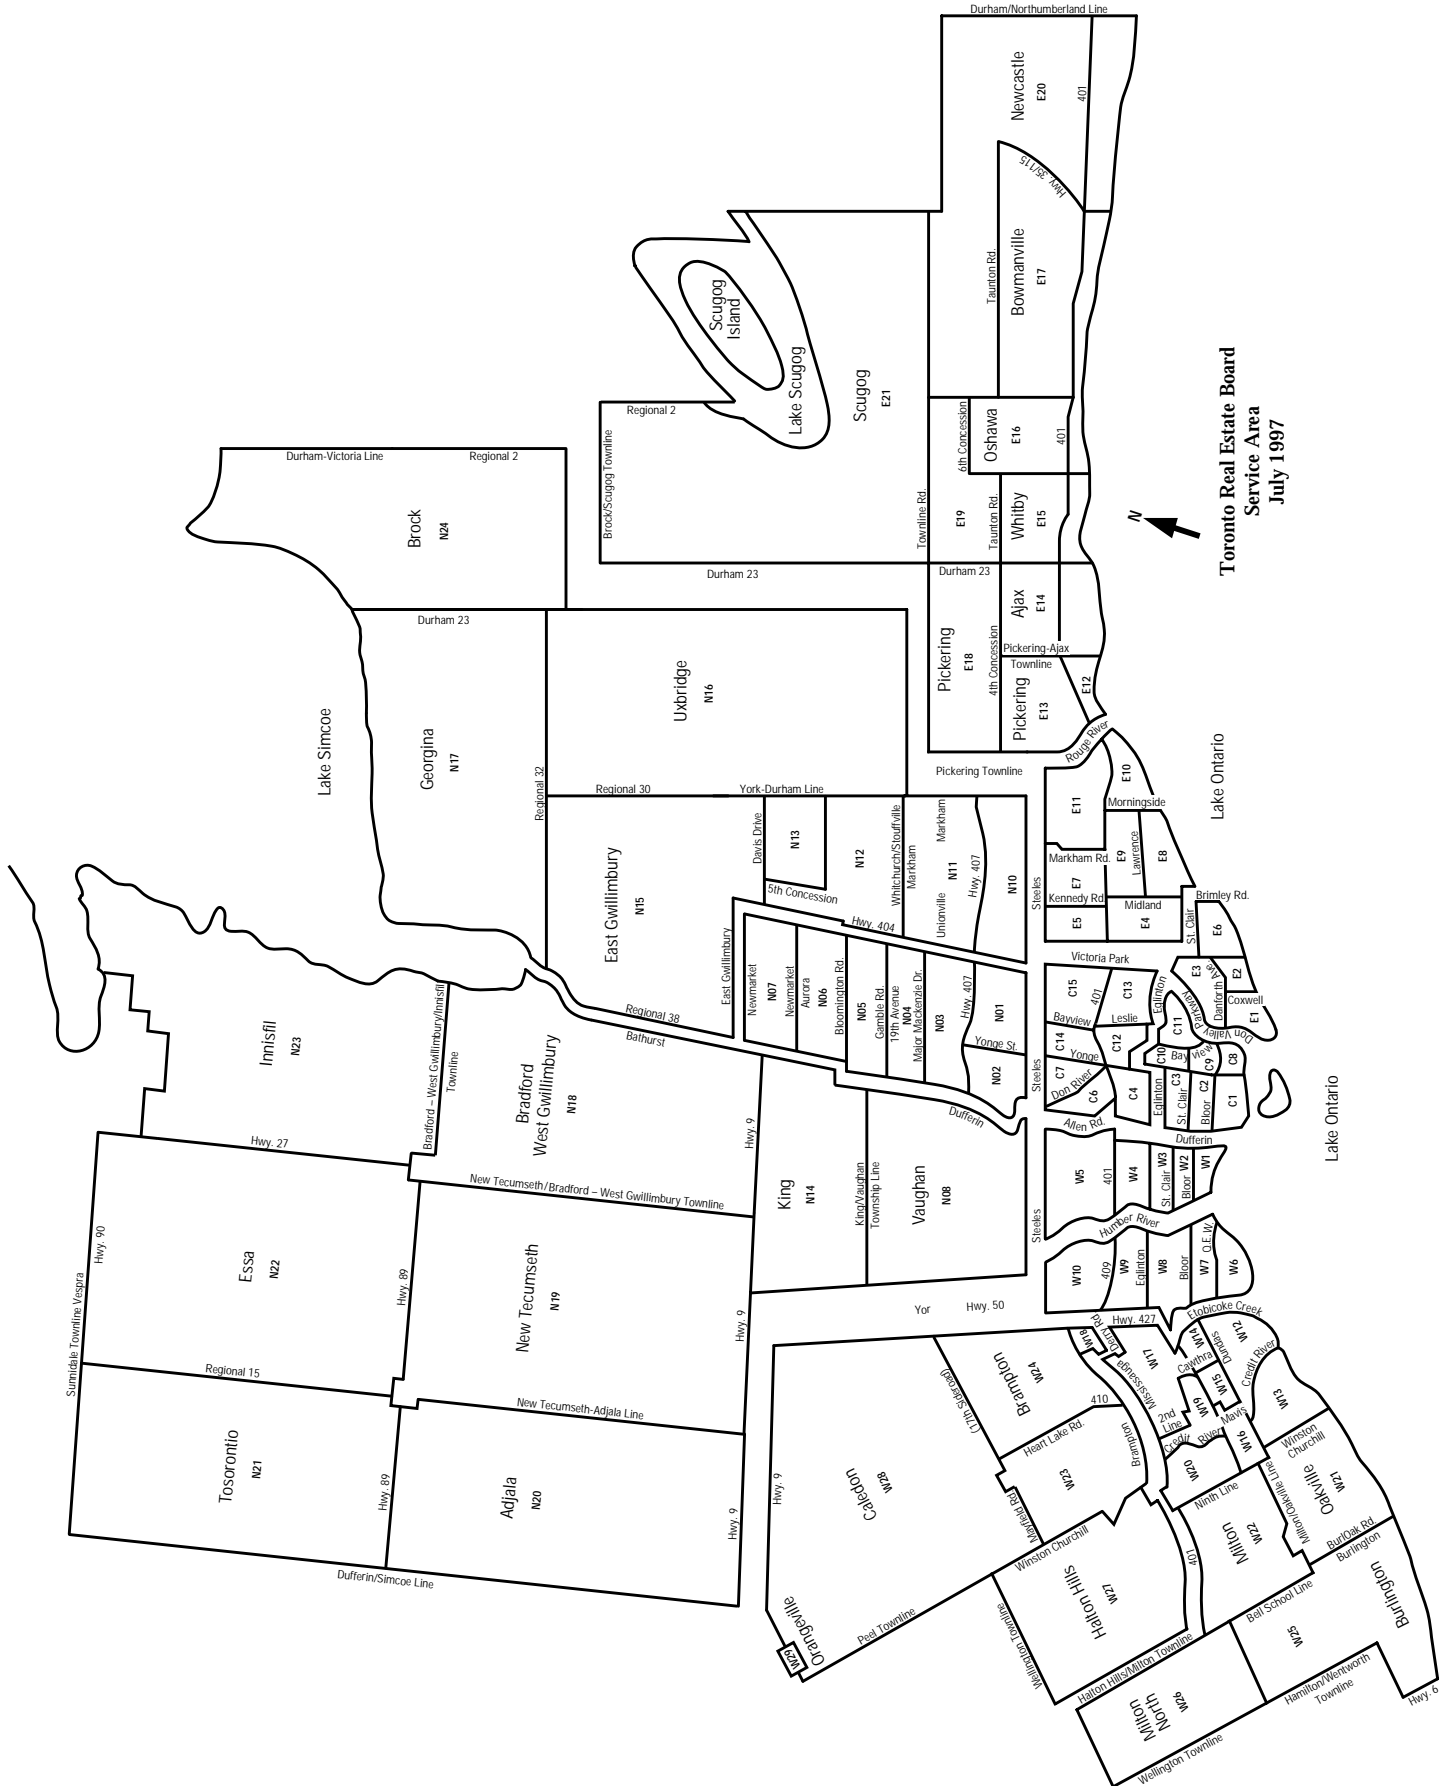 Durham/Northumberland Line
Newcastle
E20
401
Hwy. 35/115
Taunton Rd.
Bowmanville
E17
Scugog
Island
Lake Scugog
Scugog
E21
Regional 2
Brock/Scugog Townline
6th Concession
Oshawa
E16
401
Townline Rd.
E19
Taunton Rd.
Whitby
E15
Durham 23
Durham 23
Durham-Victoria Line
Regional 2
Brock
N24
Durham 23
Lake Simcoe
Georgina
N17
Regional 32
Uxbridge
N16
Pickering
E18
4th Concession
Ajax
E14
Pickering-Ajax
Townline
Pickering
E13
E12
Rouge River
Pickering Townline
N
Toronto Real Estate Board
Service Area
July 1997
Regional 30
York-Durham Line
East Gwillimbury
N15
Davis Drive
N13
5th Concession
N12
Whitchurch/Stouffville
Markham
N11
Markham
Unionville
Hwy. 407
N10
Hwy. 404
Steeles
East Gwillimbury
Newmarket
N07
Newmarket
Aurora
N06
Bloomington Rd.
N05
Gamble Rd.
19th Avenue
N04
Major Mackenzie Dr.
N03
Hwy. 407
N01
Yonge St.
N02
Steeles
Regional 38
Bathurst
Dufferin
E11
E10
Morningside
Markham Rd.
E9
Lawrence
E8
E7
Kennedy Rd.
Midland
E5
E4
Brimley Rd.
St. Clair
E6
Victoria Park
E3
E2
Danforth
Ave.
Coxwell
E1
Don Valley
Parkway
C15
401
C13
Eglinton
Bayview
Leslie
C11
C14
Yonge
C12
C10
Bay
view
C9
C8
C7
Don River
C6
C4
Eglinton
C3
St. Clair
C2
Bloor
C1
Allen Rd.
Dufferin
Lake Ontario
Lake Ontario
Innisfil
N23
Bradford – West Gwillimbury/Innisfil
Townline
Bradford
West Gwillimbury
N18
Hwy. 27
New Tecumseth/Bradford – West Gwillimbury Townline
Hwy. 9
King
N14
King/Vaughan
Township Line
Vaughan
N08
Steeles
W5
401
W4
W3
St. Clair
W2
Bloor
W1
Humber River
W10
409
W9
Eglinton
W8
Bloor
W7
Q.E.W.
W6
Hwy. 90
Essa
N22
Hwy. 89
New Tecumseth
N19
Hwy. 9
Sunnidale Townline Vespra
Regional 15
New Tecumseth-Adjala Line
Tosorontio
N21
Hwy. 89
Adjala
N20
Hwy. 9
Dufferin/Simcoe Line
Yor
Hwy. 50
Hwy. 427
Etobicoke Creek
W18
Derry Rd
W17
Mississauga
W14
Cawthra
Dundas
W12
Credit River
W15
W13
W19
Mavis
2nd
Line
Credit
River
W16
W20
Brampton
W24
(17th Sideroad)
410
Heart Lake Rd.
Brampton
W23
Mayfield Rd.
Hwy. 9
Caledon
W28
Orangeville
W29
Peel Townline
Winston Churchill
Wellington Townline
Halton Hills
W27
401
Halton Hills/Milton Townline
Ninth Line
Milton
W22
Milton/Oakville Line
Winston
Churchill
Oakville
W21
BurlOak Rd.
Burlington
Bell School Line
W25
Burlington
Hamilton/Wentworth
Townline
Hwy. 6
Milton
North
W26
Wellington Townline